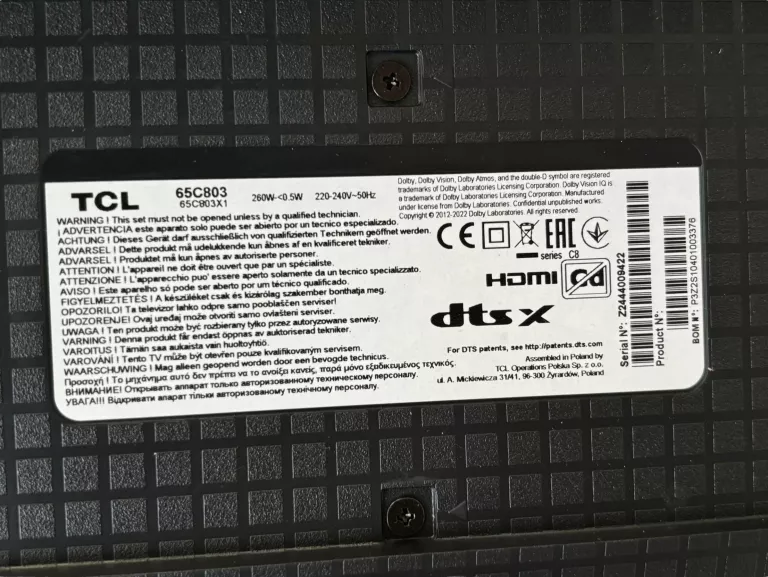 TCL
65C803
65C803X1
260W-<0.5W
220-240V~50Hz
Dolby, Dolby Vision, Dolby Atmos, and the double-D symbol are registered
trademarks of Dolby Laboratories Licensing Corporation. Dolby Vision IQ is
a trademark of Dolby Laboratories Licensing Corporation. Manufactured
under license from Dolby Laboratories. Confidential unpublished works.
Copyright © 2012-2022 Dolby Laboratories. All rights reserved.
WARNING ! This set must not be opened unless by a qualified technician.
¡ ADVERTENCIA este aparato solo puede ser abierto por un tecnico especializado.
ACHTUNG ! Dieses Gerät darf ausschließlich von qualifizierten Technikern geöffnet werden.
ADVARSEL ! Dette produkt må udelukkende kun åbnes af en kvalificeret tekniker.
ADVARSEL ! Produktet må kun åpnes av autoriserte personer.
ATTENTION ! L'appareil ne doit être ouvert que par un spécialiste.
ATTENZIONE ! L'apparecchio puo' essere aperto solamente da un tecnico specializzato.
AVISO ! Este aparelho só pode ser aberto por um técnico qualificado.
FIGYELMEZTETÉS ! A készüléket csak és kizárólag szakember bonthatja meg.
OPOZORILO! Ta televizor lahko odpre samo pooblaščen serviser!
UPOZORENJE! Ovaj uređaj može otvoriti samo ovlašteni serviser.
UWAGA ! Ten produkt może być rozbierany tylko przez autoryzowane serwisy.
VARNING ! Denna produkt får endast öppnas av auktoriserad tekniker.
VAROITUS ! Tämän saa aukaista vain huoltoyhtiö.
VAROVÁNÍ ! Tento TV může být otevřen pouze kvalifikovaným servisem.
WAARSCHUWING ! Mag alleen geopend worden door een bevoegde technicus.
Προσοχή ! Το μηχάνημα αυτό δεν πρέπει να το ανοίξει κανείς, παρά μόνο εξειδικευμένος τεχνικός.
ВНИМАНИЕ! Открывать аппарат только авторизованному техническому персоналу.
УВАГА!!! Відкривати апарат тільки авторизованому технічному персоналу.
CE
EAC
series C8
HDMI
dts X
For DTS patents, see http://patents.dts.com
Assembled in Poland by
TCL Operations Polska Sp. z o.o.
ul. A. Mickiewicza 31/41, 96-300 Żyrardów, Poland
Serial N°: Z2444009422
Product N°:
BOM N°: P3Z2S10401003376